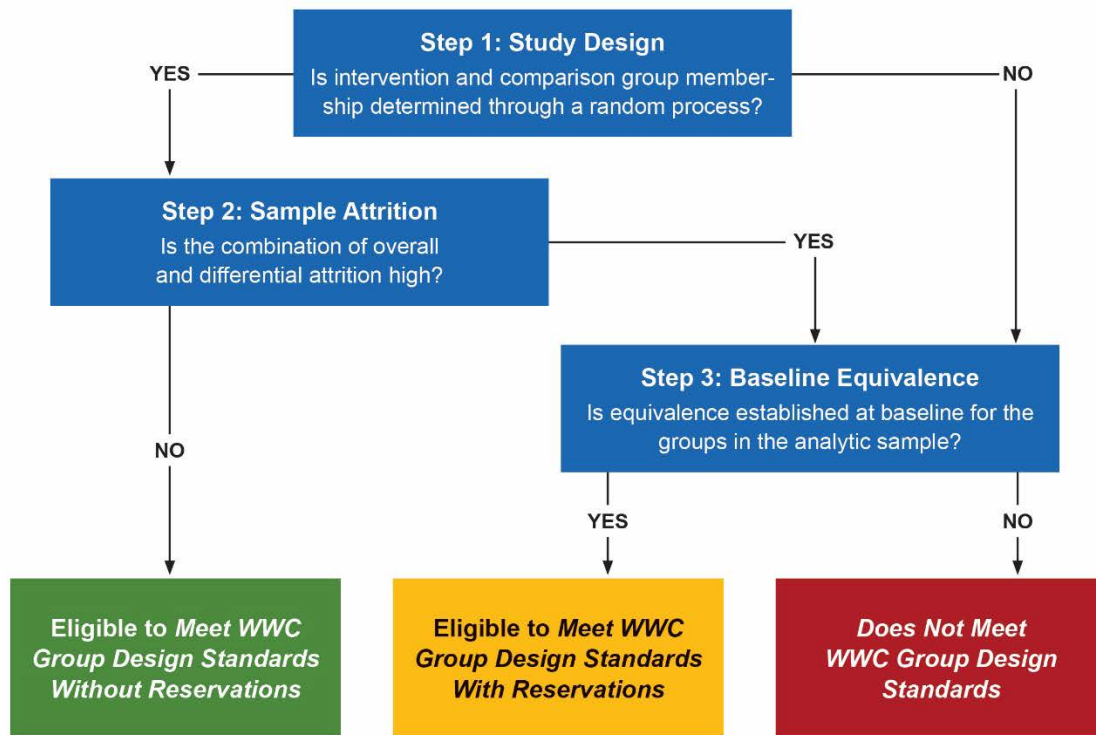 Step 1: Study Design
Is intervention and comparison group member-
ship determined through a random process?
YES
NO
Step 2: Sample Attrition
Is the combination of overall
and differential attrition high?
YES
NO
Step 3: Baseline Equivalence
Is equivalence established at baseline for the
groups in the analytic sample?
YES
NO
Eligible to Meet WWC
Group Design Standards
Without Reservations
Eligible to Meet WWC
Group Design Standards
With Reservations
Does Not Meet
WWC Group Design
Standards